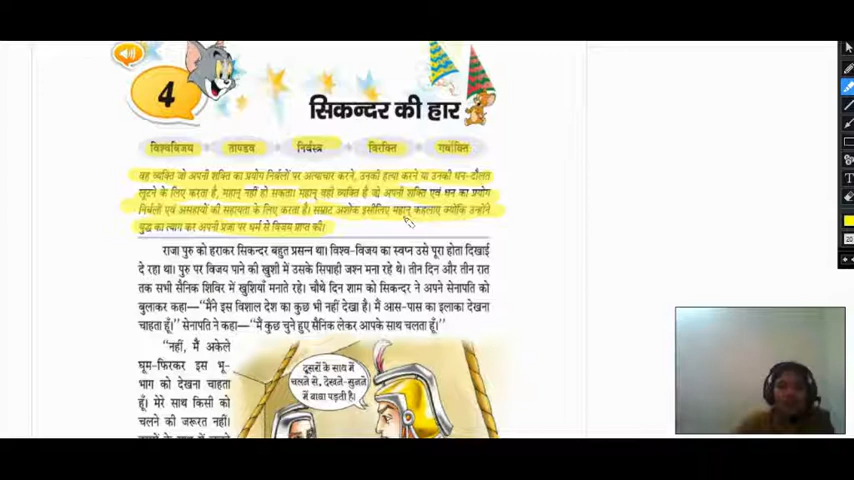 4
सिकन्दर की हार
विश्वविजय ताण्डव निर्वस्त्र विरक्ति गर्वोक्ति
वह व्यक्ति जो अपनी शक्ति का प्रयोग निर्बलों पर अत्याचार करने, उनकी हत्या करने या उनकी धन-दौलत
लूटने के लिए करता है, महान् नहीं हो सकता। महान् वही व्यक्ति है जो अपनी शक्ति एवं धन का प्रयोग
निर्बलों एवं असहायों की सहायता के लिए करता है। सम्राट अशोक इसीलिए महान् कहलाए क्योंकि उन्होंने
युद्ध का त्याग कर अपनी प्रजा पर धर्म से विजय प्राप्त की।
राजा पुरु को हराकर सिकन्दर बहुत प्रसन्न था। विश्व-विजय का स्वप्न उसे पूरा होता दिखाई
दे रहा था। पुरु पर विजय पाने की खुशी में उसके सिपाही जश्न मना रहे थे। तीन दिन और तीन रात
तक सभी सैनिक शिविर में खुशियाँ मनाते रहे। चौथे दिन शाम को सिकन्दर ने अपने सेनापति को
बुलाकर कहा—“मैंने इस विशाल देश का कुछ भी नहीं देखा है। मैं आस-पास का इलाका देखना
चाहता हूँ।” सेनापति ने कहा—“मैं कुछ चुने हुए सैनिक लेकर आपके साथ चलता हूँ।”
“नहीं, मैं अकेले
घूम-फिरकर इस भू-
भाग को देखना चाहता
हूँ। मेरे साथ किसी को
चलने की जरूरत नहीं।
दूसरों के साथ में
चलने से, देखने-सुनने
में बाधा पड़ती है।